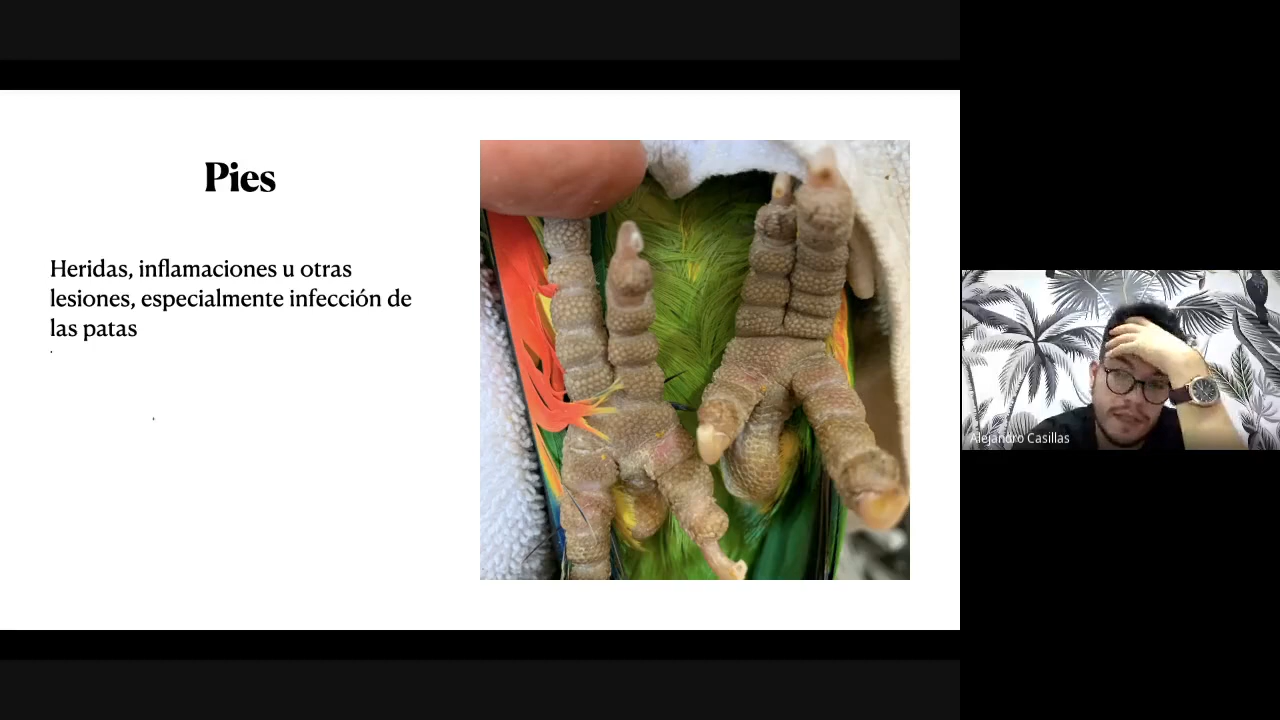 Pies
Heridas, inflamaciones u otras
lesiones, especialmente infección de
las patas
Alejandro Casillas